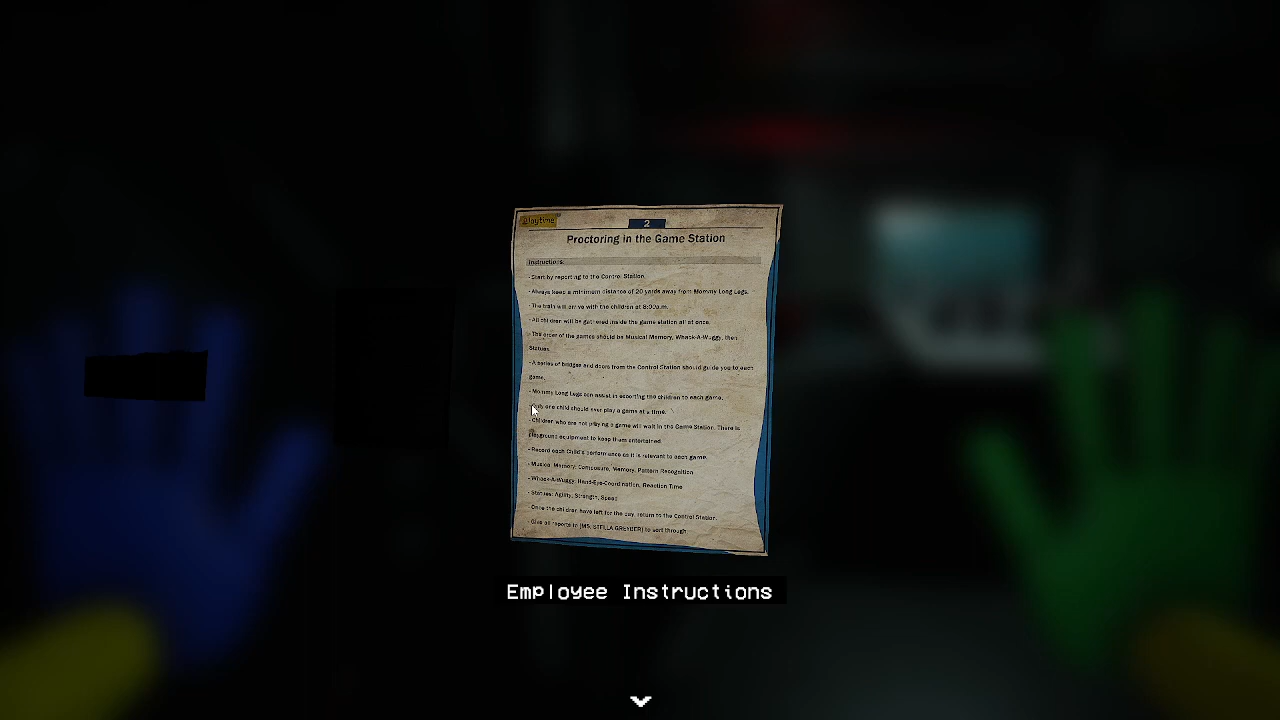 Playtime
2
Proctoring in the Game Station
Instructions:
- Start by reporting to the Control Station.
- Always keep a minimum distance of 20 yards away from Mommy Long Legs.
- The train will arrive with the children at 8:00a.m.
- All children will be gathered inside the game station all at once.
- The order of the games should be Musical Memory, Whack-A-Wuggy, then
Statues.
- A series of bridges and doors from the Control Station should guide you to each
game.
- Mommy Long Legs can assist in escorting the children to each game.
- Only one child should ever play a game at a time.
- Children who are not playing a game will wait in the Game Station. There is
playground equipment to keep them entertained.
- Record each Child's performance as it is relevant to each game.
- Musical Memory: Composure, Memory, Pattern Recognition
- Whack-A-Wuggy: Hand-Eye-Coordination, Reaction Time
- Statues: Agility, Strength, Speed
- Once the children have left for the day, return to the Control Station.
- Give all reports to [MS. STELLA GREYBER] to sort through.
Employee Instructions